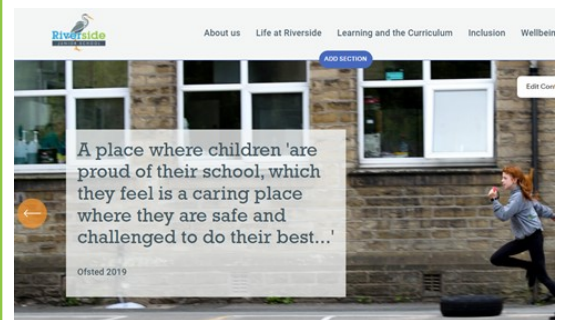 Riverside
JUNIOR SCHOOL
About us Life at Riverside Learning and the Curriculum Inclusion
ADD SECTION
A place where children 'are
proud of their school, which
they feel is a caring place
where they are safe and
challenged to do their best...'
Ofsted 2019